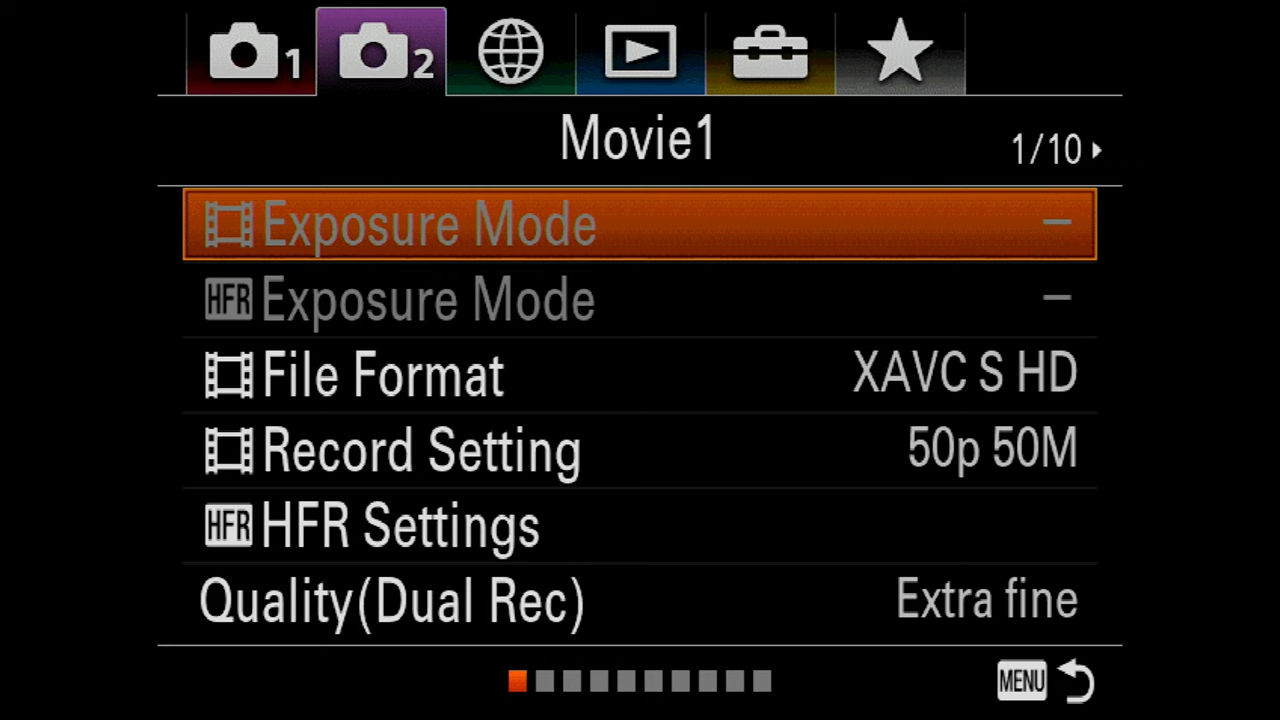 1 2
Movie1
1/10
Exposure Mode –
HFR Exposure Mode –
File Format XAVC S HD
Record Setting 50p 50M
HFR HFR Settings
Quality(Dual Rec) Extra fine
MENU